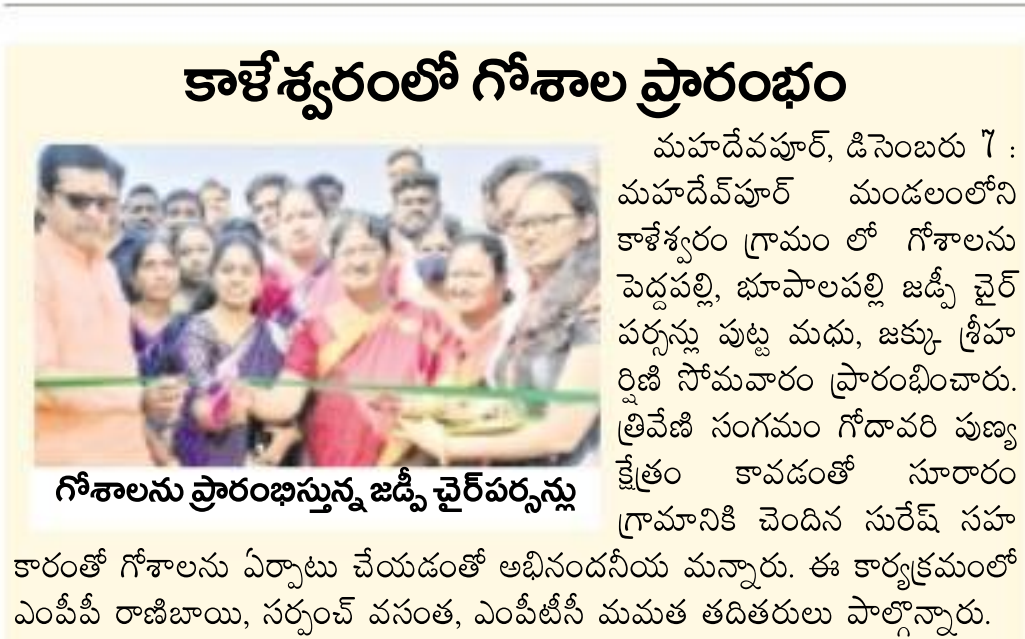 కాళేశ్వరంలో గోశాల ప్రారంభం
గోశాలను ప్రారంభిస్తున్న జడ్పీ చైర్‌పర్సన్లు
మహదేవపూర్, డిసెంబరు 7 :
మహదేవ్‌పూర్ మండలంలోని
కాళేశ్వరం గ్రామం లో గోశాలను
పెద్దపల్లి, భూపాలపల్లి జడ్పీ చైర్
పర్సన్లు పుట్ట మధు, జక్కు శ్రీహ
ర్షిణి సోమవారం ప్రారంభించారు.
త్రివేణి సంగమం గోదావరి పుణ్య
క్షేత్రం కావడంతో సూరారం
గ్రామానికి చెందిన సురేష్ సహ
కారంతో గోశాలను ఏర్పాటు చేయడంతో అభినందనీయ మన్నారు. ఈ కార్యక్రమంలో
ఎంపీపీ రాణిబాయి, సర్పంచ్ వసంత, ఎంపీటీసీ మమత తదితరులు పాల్గొన్నారు.